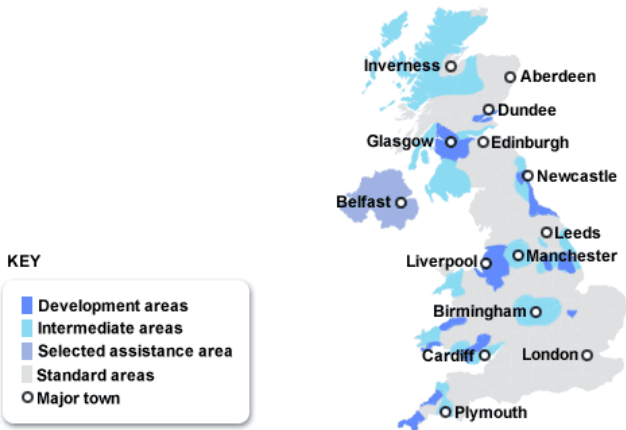 Inverness
Aberdeen
Dundee
Glasgow
Edinburgh
Newcastle
Belfast
Leeds
Manchester
Liverpool
Birmingham
Cardiff
London
Plymouth
KEY
Development areas
Intermediate areas
Selected assistance area
Standard areas
Major town